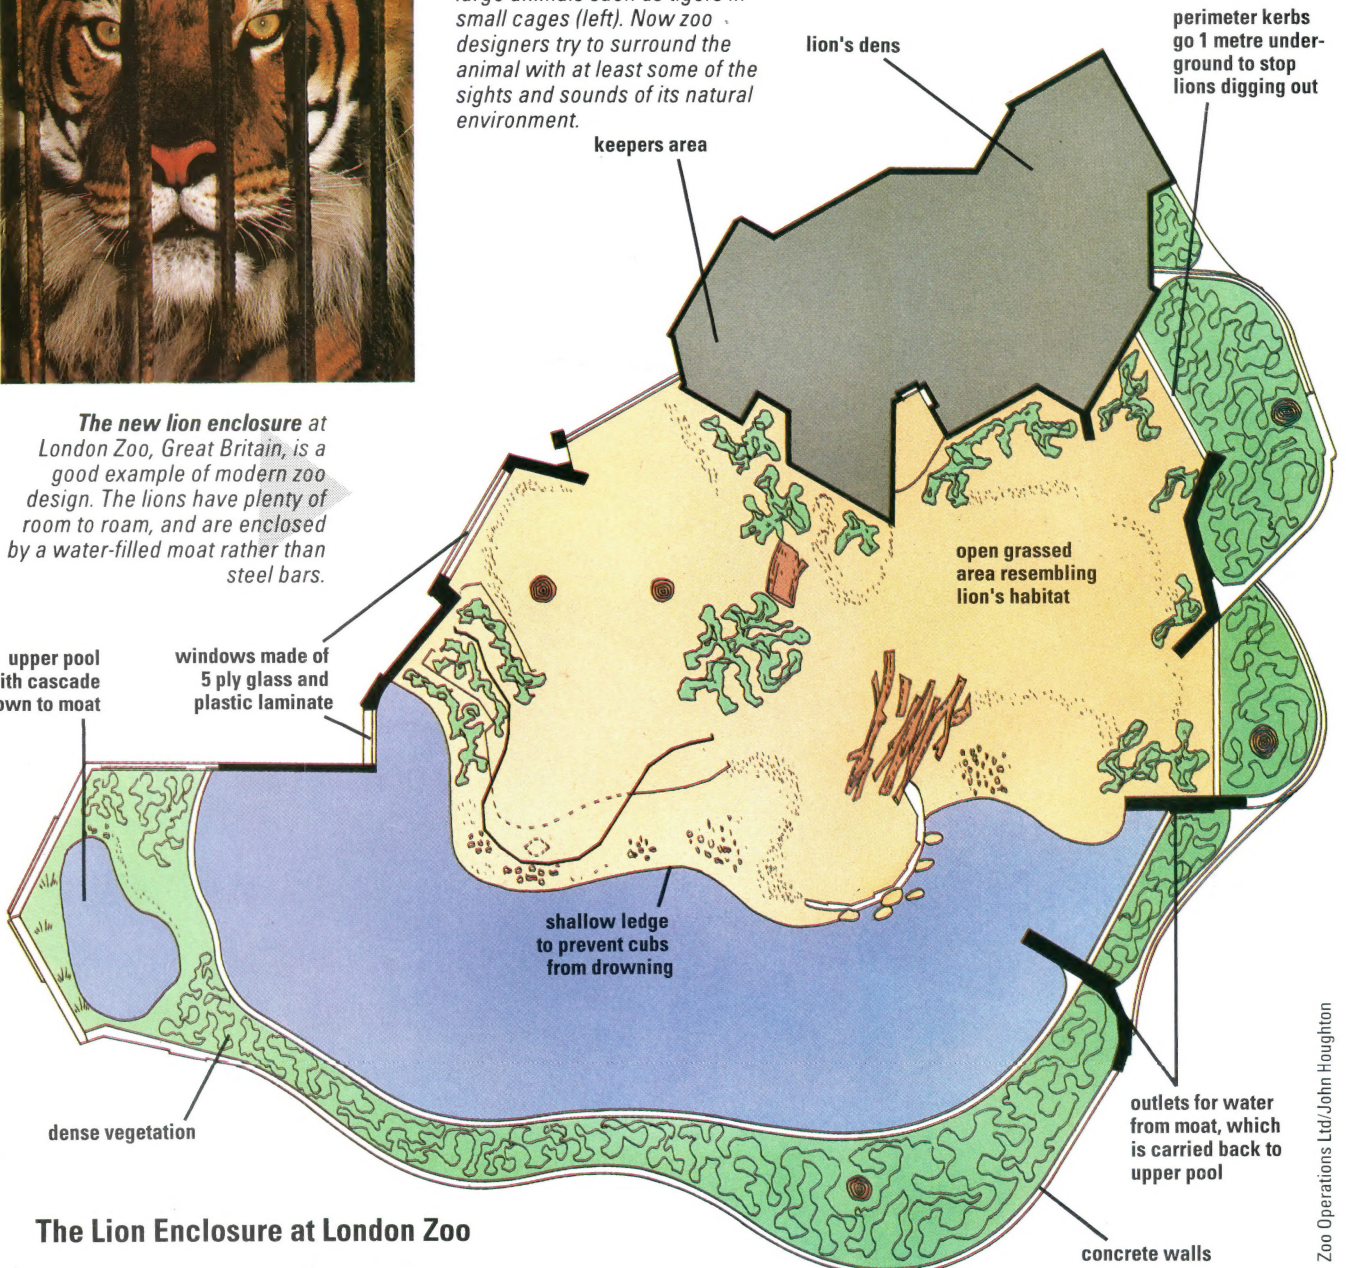 small cages (left). Now zoo
designers try to surround the
animal with at least some of the
sights and sounds of its natural
environment.
lion's dens
perimeter kerbs
go 1 metre under-
ground to stop
lions digging out
keepers area
The new lion enclosure at
London Zoo, Great Britain, is a
good example of modern zoo
design. The lions have plenty of
room to roam, and are enclosed
by a water-filled moat rather than
steel bars.
open grassed
area resembling
lion's habitat
upper pool
ith cascade
own to moat
windows made of
5 ply glass and
plastic laminate
shallow ledge
to prevent cubs
from drowning
dense vegetation
outlets for water
from moat, which
is carried back to
upper pool
concrete walls
The Lion Enclosure at London Zoo
Zoo Operations Ltd/John Houghton